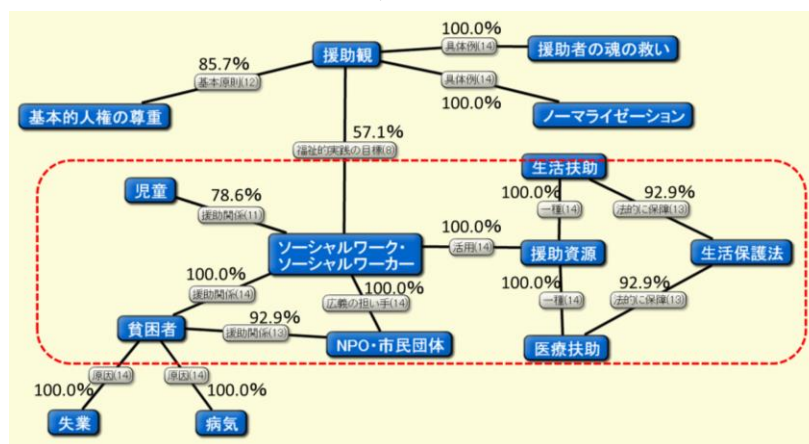 100.0%
援助観
具体例(14)
援助者の魂の救い
85.7%
基本原則(12)
具体例(14)
100.0%
基本的人権の尊重
ノーマライゼーション
57.1%
福祉的実践の目標(8)
生活扶助
児童
78.6%
援助関係(11)
100.0%
一種(14)
92.9%
法的に保障(13)
100.0%
ソーシャルワーク・
ソーシャルワーカー
活用(14)
援助資源
生活保護法
100.0%
援助関係(14)
100.0%
広義の担い手(14)
100.0%
一種(14)
92.9%
法的に保障(13)
貧困者
92.9%
援助関係(13)
NPO・市民団体
医療扶助
原因(14)
原因(14)
100.0%
100.0%
失業
病気